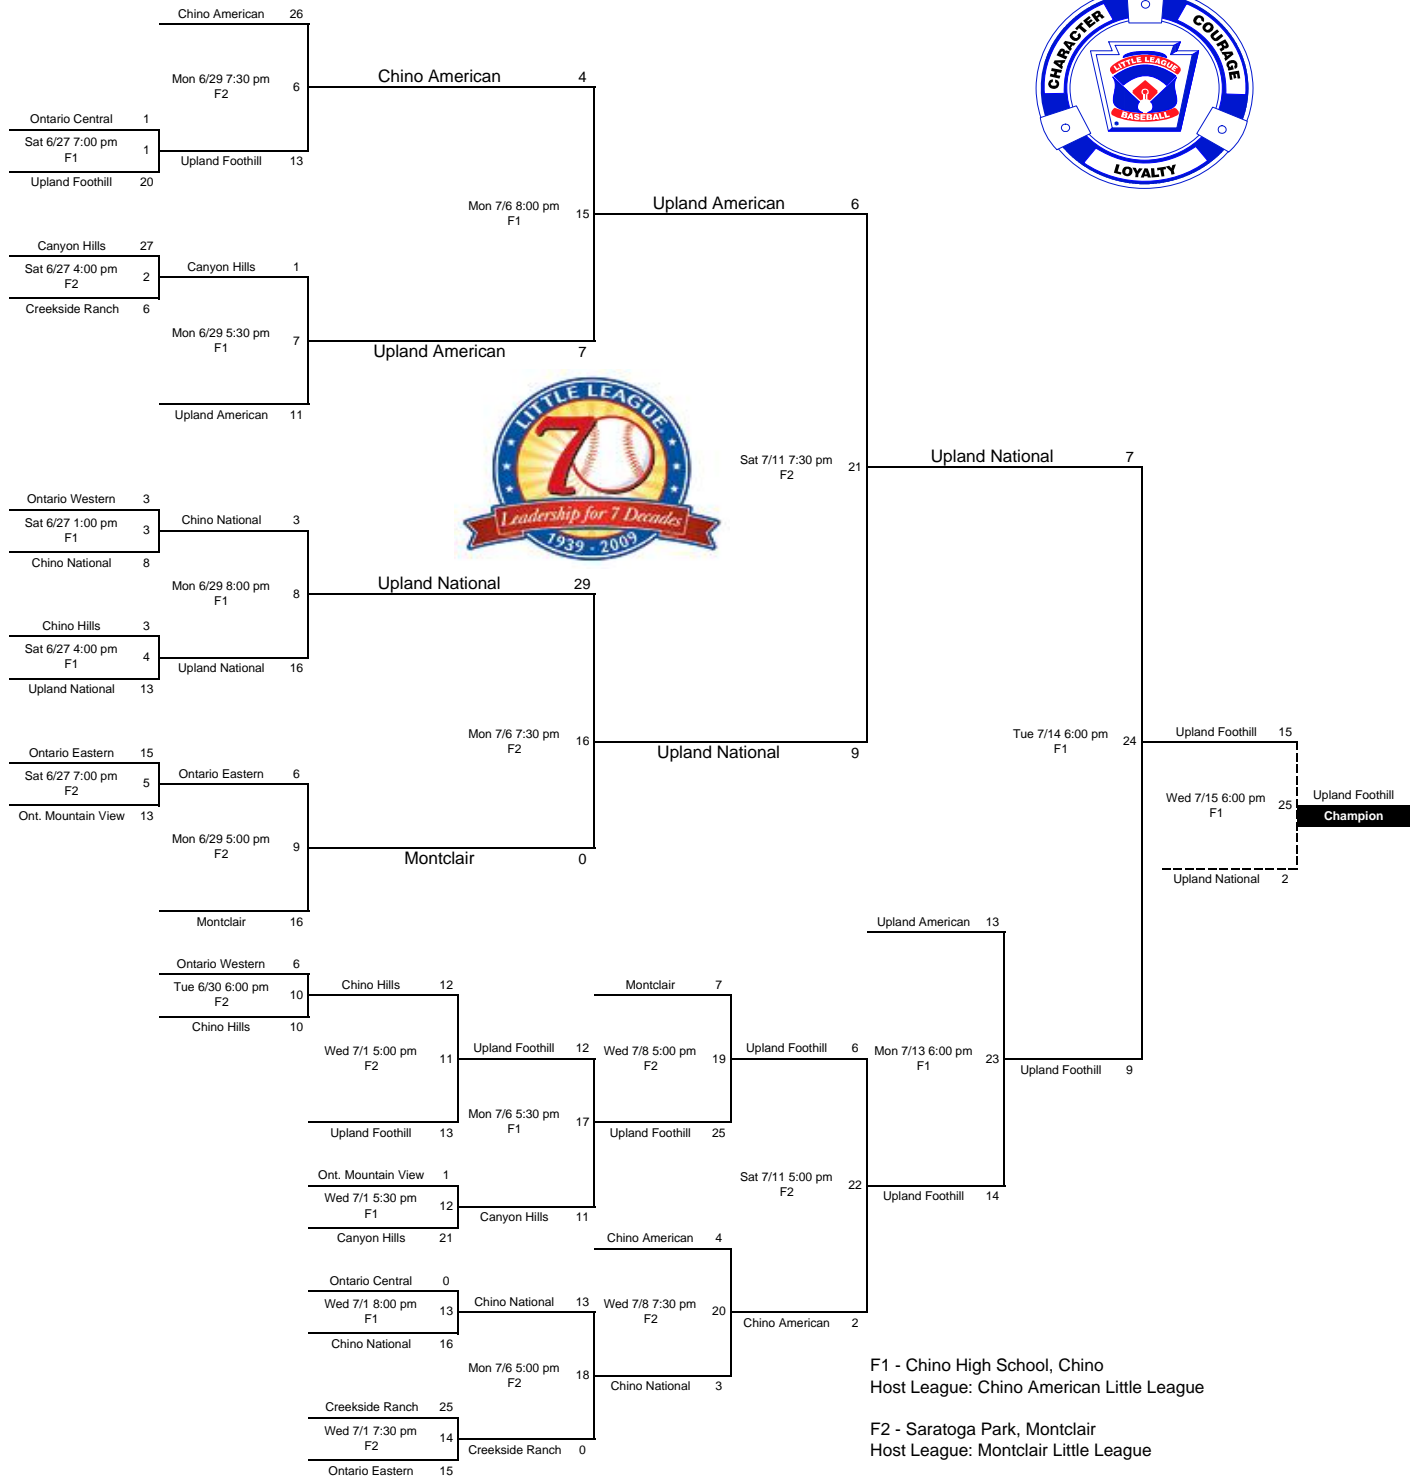 Chino American 26
Mon 6/29 7:30 pm
F2
6
Chino American 4
Ontario Central 1
Sat 6/27 7:00 pm
F1
1
Upland Foothill 20
Upland Foothill 13
CHARACTER
COURAGE
LOYALTY
LITTLE LEAGUE
BASEBALL
Mon 7/6 8:00 pm
F1
15
Upland American 6
Canyon Hills 27
Sat 6/27 4:00 pm
F2
2
Creekside Ranch 6
Canyon Hills 1
Mon 6/29 5:30 pm
F1
7
Upland American 7
Upland American 11
LITTLE LEAGUE
70
Leadership for 7 Decades
1939 - 2009
Sat 7/11 7:30 pm
F2
21
Upland National 7
Ontario Western 3
Sat 6/27 1:00 pm
F1
3
Chino National 8
Chino National 3
Mon 6/29 8:00 pm
F1
8
Upland National 29
Chino Hills 3
Sat 6/27 4:00 pm
F1
4
Upland National 13
Upland National 16
Mon 7/6 7:30 pm
F2
16
Upland National 9
Ontario Eastern 15
Sat 6/27 7:00 pm
F2
5
Ont. Mountain View 13
Ontario Eastern 6
Mon 6/29 5:00 pm
F2
9
Montclair 0
Montclair 16
Tue 7/14 6:00 pm
F1
24
Upland Foothill 15
Wed 7/15 6:00 pm
F1
25
Upland Foothill
Champion
Upland National 2
Ontario Western 6
Tue 6/30 6:00 pm
F2
10
Chino Hills 10
Chino Hills 12
Wed 7/1 5:00 pm
F2
11
Upland Foothill 13
Upland Foothill 12
Mon 7/6 5:30 pm
F1
17
Ont. Mountain View 1
Wed 7/1 5:30 pm
F1
12
Canyon Hills 21
Canyon Hills 11
Montclair 7
Wed 7/8 5:00 pm
F2
19
Upland Foothill 25
Upland Foothill 6
Upland American 13
Mon 7/13 6:00 pm
F1
23
Upland Foothill 9
Sat 7/11 5:00 pm
F2
22
Upland Foothill 14
Ontario Central 0
Wed 7/1 8:00 pm
F1
13
Chino National 16
Chino National 13
Mon 7/6 5:00 pm
F2
18
Creekside Ranch 25
Wed 7/1 7:30 pm
F2
14
Ontario Eastern 15
Creekside Ranch 0
Chino American 4
Wed 7/8 7:30 pm
F2
20
Chino National 3
Chino American 2
F1 - Chino High School, Chino
Host League: Chino American Little League
F2 - Saratoga Park, Montclair
Host League: Montclair Little League